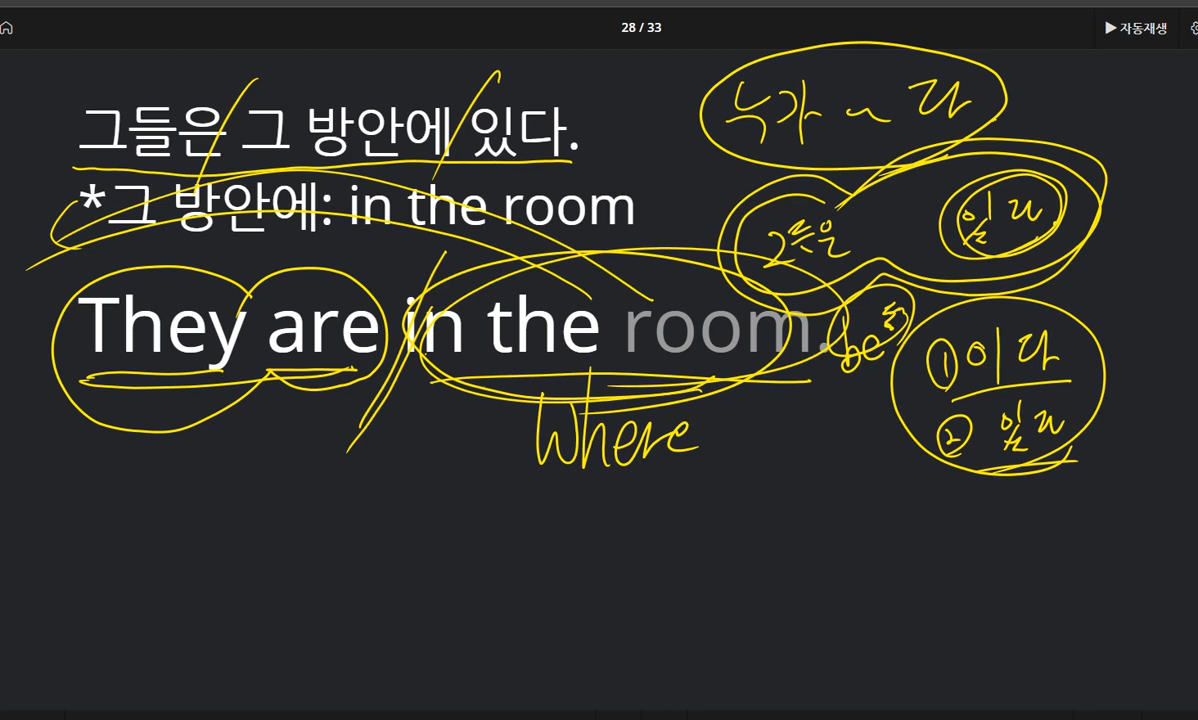 28 / 33
▶ 자동재생
그들은 그 방안에 있다.
*그 방안에: in the room
They are in the room.
누가 ~ 다
그들은 있다
be동
① 이다
② 있다
where